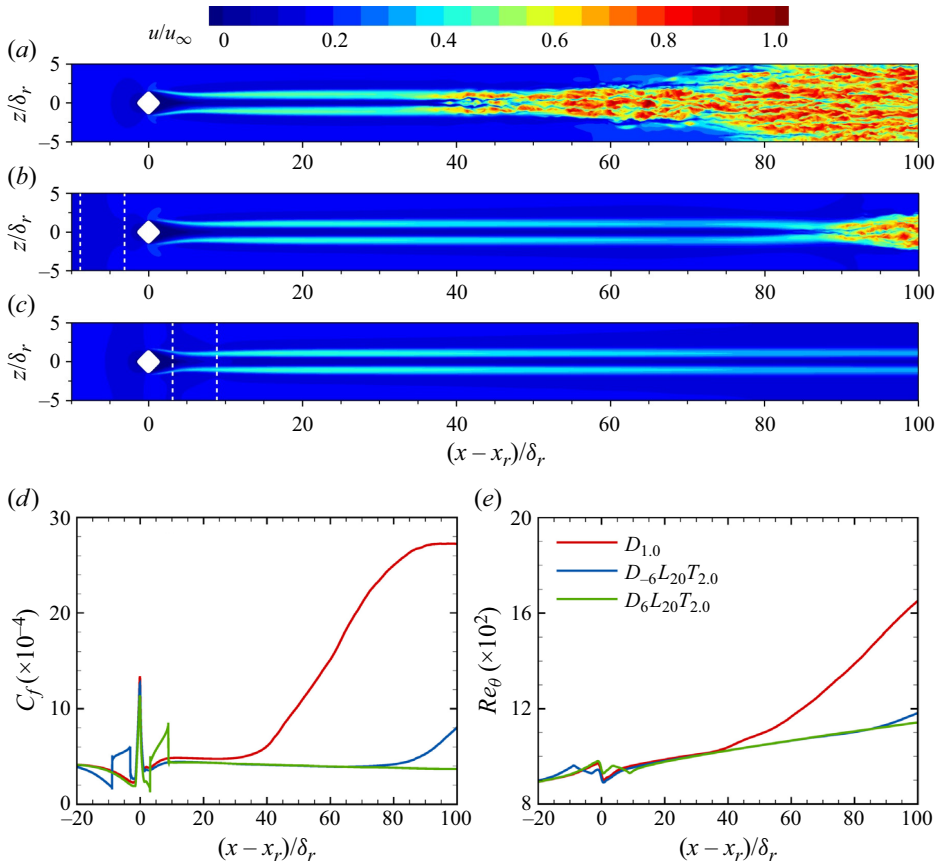 u/u∞ 0 0.2 0.4 0.6 0.8 1.0
(a)
5
0
−5
z/δr
0 20 40 60 80 100
(b)
5
0
−5
z/δr
0 20 40 60 80 100
(c)
5
0
−5
z/δr
0 20 40 60 80 100
(x − xr)/δr
(d)
30
20
10
0
Cf (×10−4)
−20 0 20 40 60 80 100
(x − xr)/δr
(e)
20
16
12
8
Reθ (×102)
D1.0
D−6L20T2.0
D6L20T2.0
−20 0 20 40 60 80 100
(x − xr)/δr